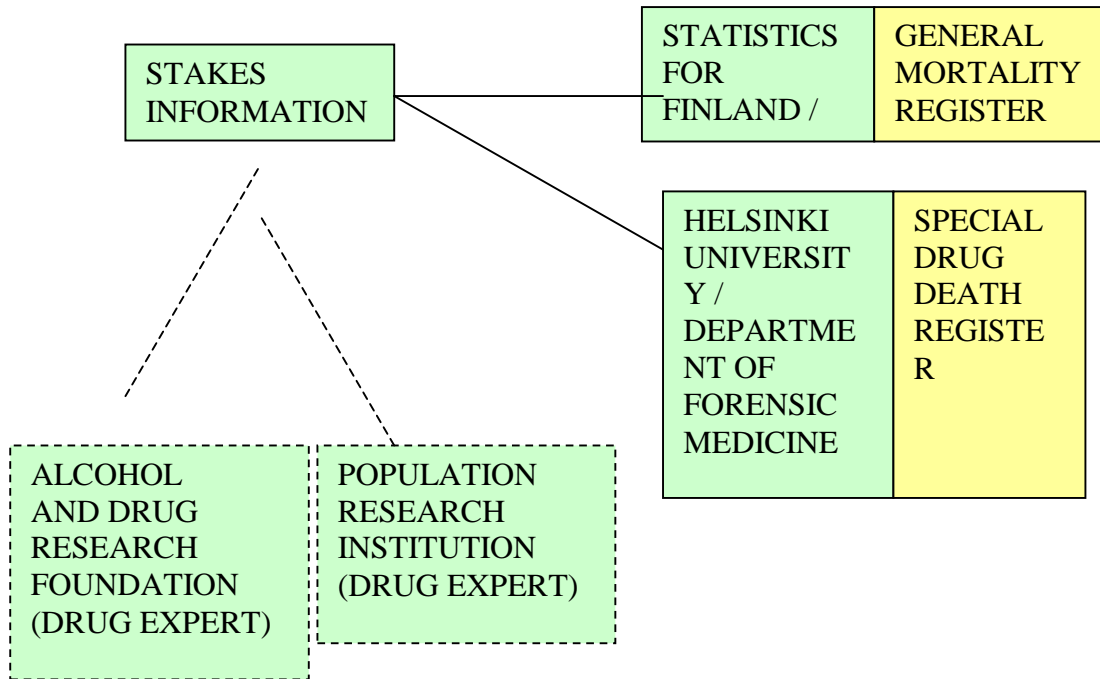 STAKES
INFORMATION
STATISTICS
FOR
FINLAND /
GENERAL
MORTALITY
REGISTER
HELSINKI
UNIVERSIT
Y /
DEPARTME
NT OF
FORENSIC
MEDICINE
SPECIAL
DRUG
DEATH
REGISTE
R
ALCOHOL
AND DRUG
RESEARCH
FOUNDATION
(DRUG EXPERT)
POPULATION
RESEARCH
INSTITUTION
(DRUG EXPERT)